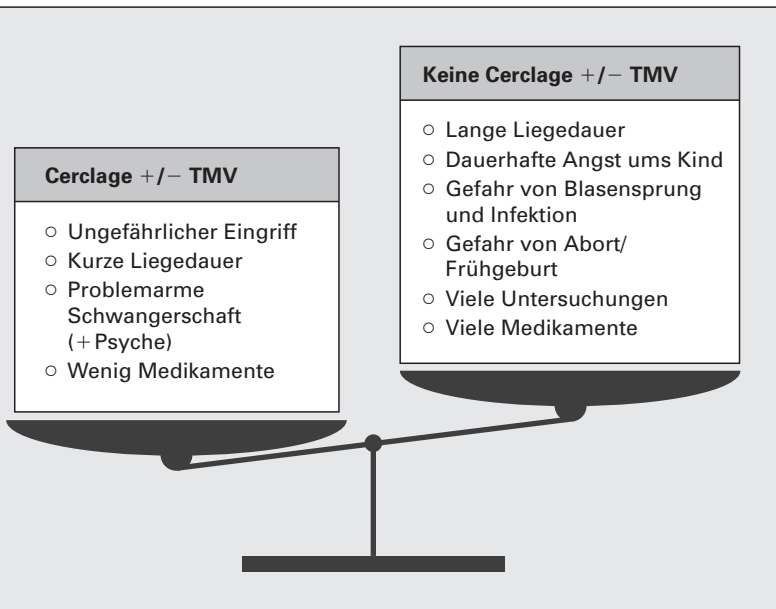 Cerclage +/− TMV
○ Ungefährlicher Eingriff
○ Kurze Liegedauer
○ Problemarme
Schwangerschaft
(+Psyche)
○ Wenig Medikamente
Keine Cerclage +/− TMV
○ Lange Liegedauer
○ Dauerhafte Angst ums Kind
○ Gefahr von Blasensprung
und Infektion
○ Gefahr von Abort/
Frühgeburt
○ Viele Untersuchungen
○ Viele Medikamente